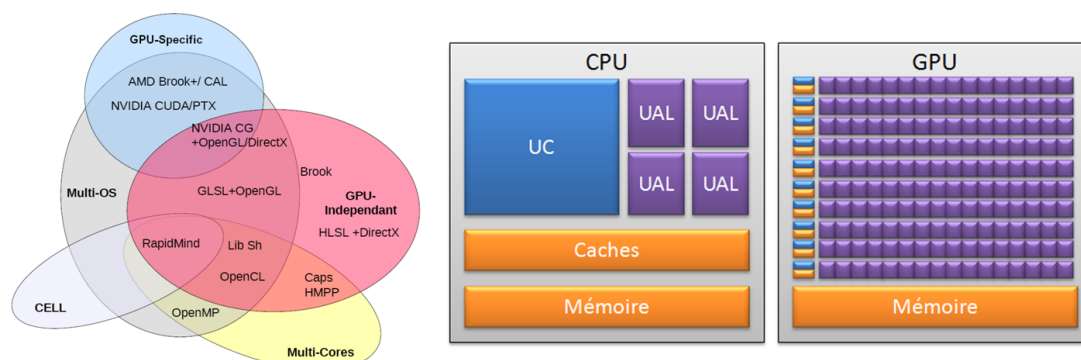 GPU-Specific
AMD Brook+/ CAL
NVIDIA CUDA/PTX
NVIDIA CG
+OpenGL/DirectX
Brook
Multi-OS
GLSL+OpenGL
GPU-
Independant
HLSL +DirectX
RapidMind
Lib Sh
OpenCL
Caps
HMPP
CELL
OpenMP
Multi-Cores
CPU
UC
UAL
UAL
UAL
UAL
Caches
Mémoire
GPU
Mémoire